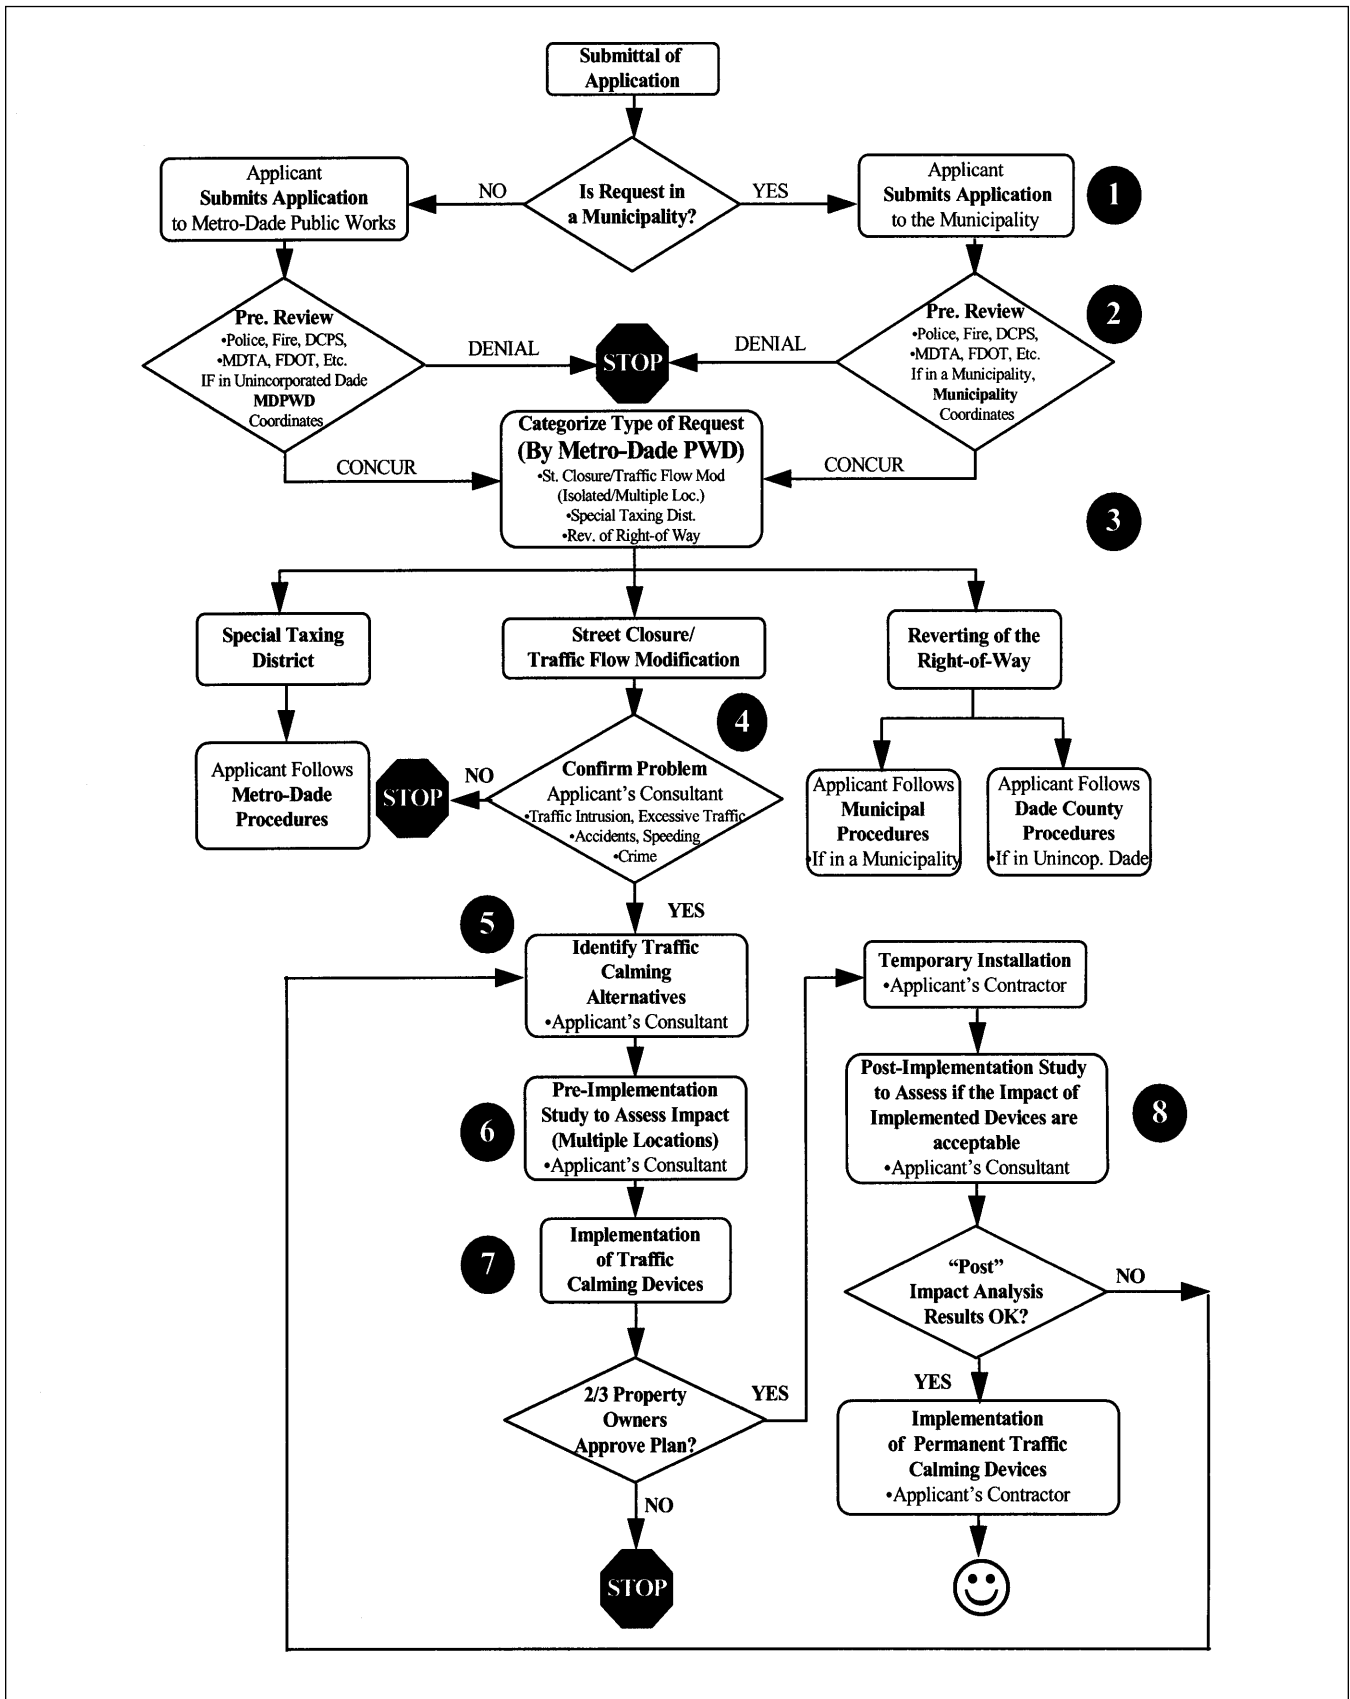 Submittal of
Application
Applicant
Submits Application
to Metro-Dade Public Works
NO
Is Request in
a Municipality?
YES
Applicant
Submits Application
to the Municipality
1
Pre. Review
•Police, Fire, DCPS,
•MDTA, FDOT, Etc.
IF in Unincorporated Dade
MDPWD
Coordinates
DENIAL
STOP
DENIAL
Pre. Review
•Police, Fire, DCPS,
•MDTA, FDOT, Etc.
If in a Municipality,
Municipality
Coordinates
2
CONCUR
Categorize Type of Request
(By Metro-Dade PWD)
•St. Closure/Traffic Flow Mod
(Isolated/Multiple Loc.)
•Special Taxing Dist.
•Rev. of Right-of Way
CONCUR
3
Special Taxing
District
Street Closure/
Traffic Flow Modification
Reverting of the
Right-of-Way
Applicant Follows
Metro-Dade
Procedures
STOP
NO
Confirm Problem
Applicant's Consultant
•Traffic Intrusion, Excessive Traffic
•Accidents, Speeding
•Crime
4
Applicant Follows
Municipal
Procedures
•If in a Municipality
Applicant Follows
Dade County
Procedures
•If in Unincop. Dade
YES
5
Identify Traffic
Calming
Alternatives
•Applicant's Consultant
Temporary Installation
•Applicant's Contractor
6
Pre-Implementation
Study to Assess Impact
(Multiple Locations)
•Applicant's Consultant
Post-Implementation Study
to Assess if the Impact of
Implemented Devices are
acceptable
•Applicant's Consultant
8
7
Implementation
of Traffic
Calming Devices
"Post"
Impact Analysis
Results OK?
NO
2/3 Property
Owners
Approve Plan?
YES
YES
Implementation
of Permanent Traffic
Calming Devices
•Applicant's Contractor
NO
STOP